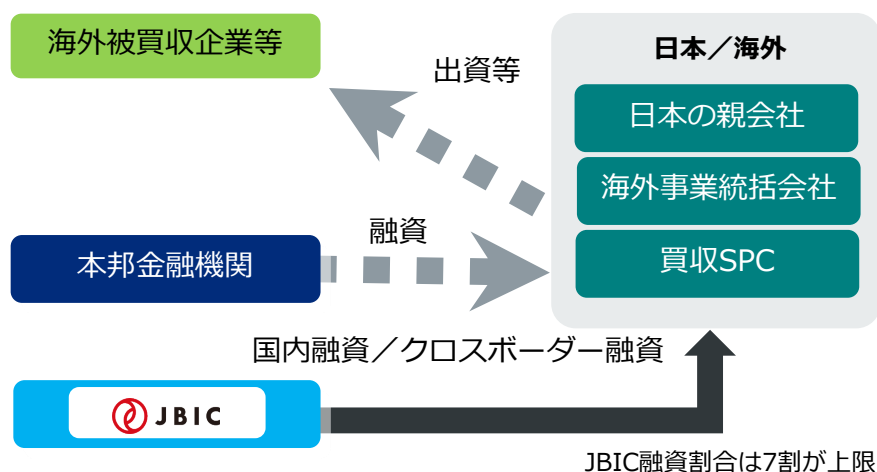 海外被買収企業等
出資等
日本／海外
日本の親会社
海外事業統括会社
買収SPC
融資
本邦金融機関
国内融資／クロスボーダー融資
JBIC
JBIC融資割合は7割が上限